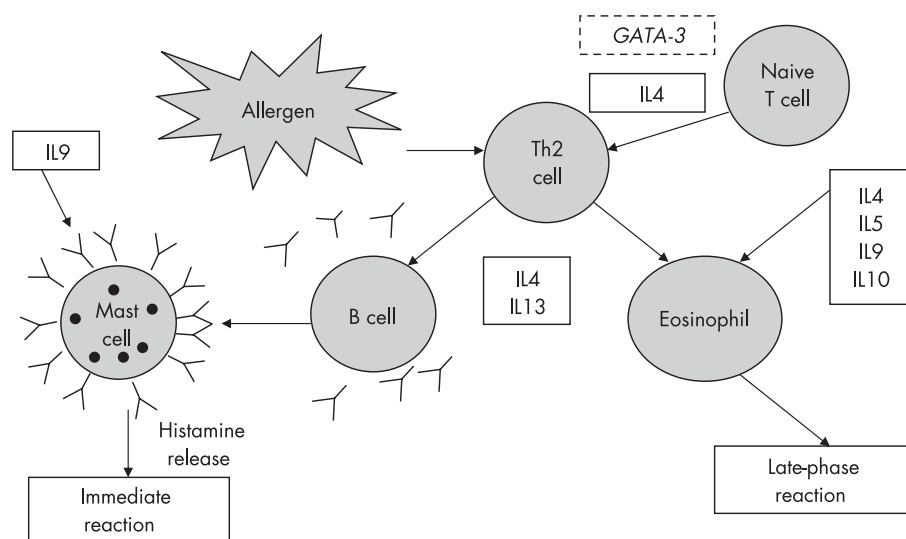 GATA-3
Naive
T cell
IL4
Allergen
Th2
cell
IL9
IL4
IL5
IL9
IL10
IL4
IL13
Mast
cell
B cell
Eosinophil
Histamine
release
Immediate
reaction
Late-phase
reaction